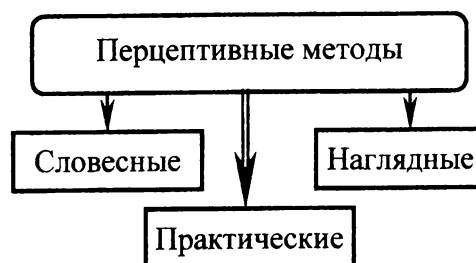 Перцептивные методы
Словесные
Наглядные
Практические